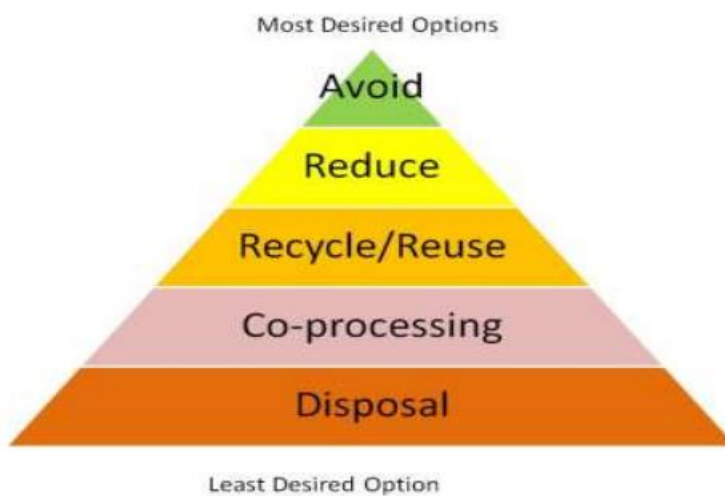 Most Desired Options
Avoid
Reduce
Recycle/Reuse
Co-processing
Disposal
Least Desired Option